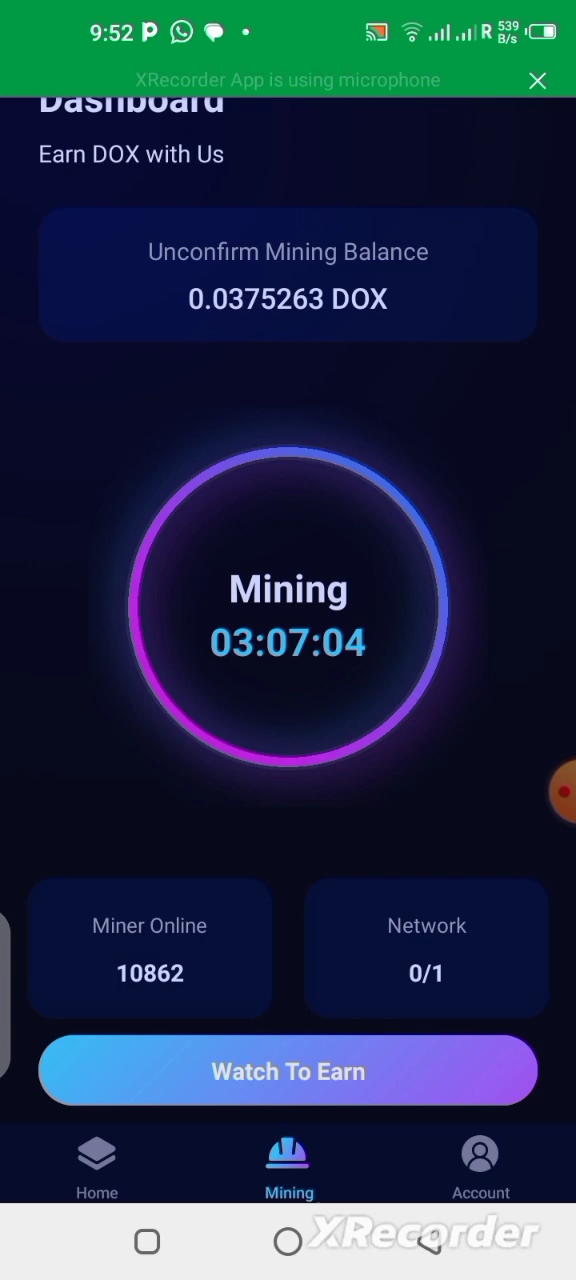 9:52
R 539 B/s
XRecorder App is using microphone
Dashboard
Earn DOX with Us
Unconfirm Mining Balance
0.0375263 DOX
Mining
03:07:04
Miner Online
10862
Network
0/1
Watch To Earn
Home
Mining
Account
XRecorder